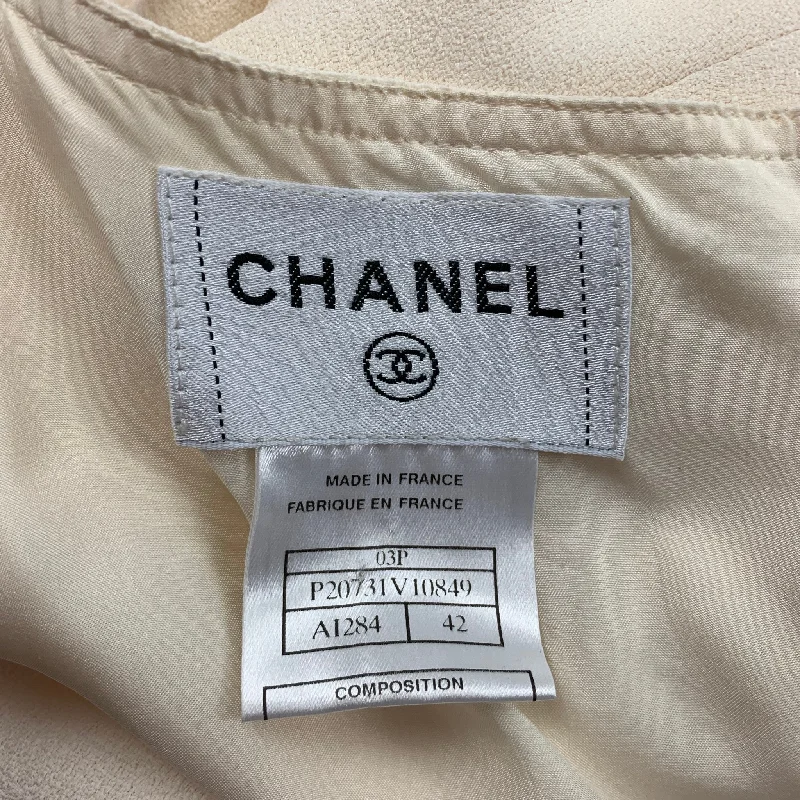 CHANEL
MADE IN FRANCE
FABRIQUE EN FRANCE
03P
P20731V10849
A1284 42
COMPOSITION